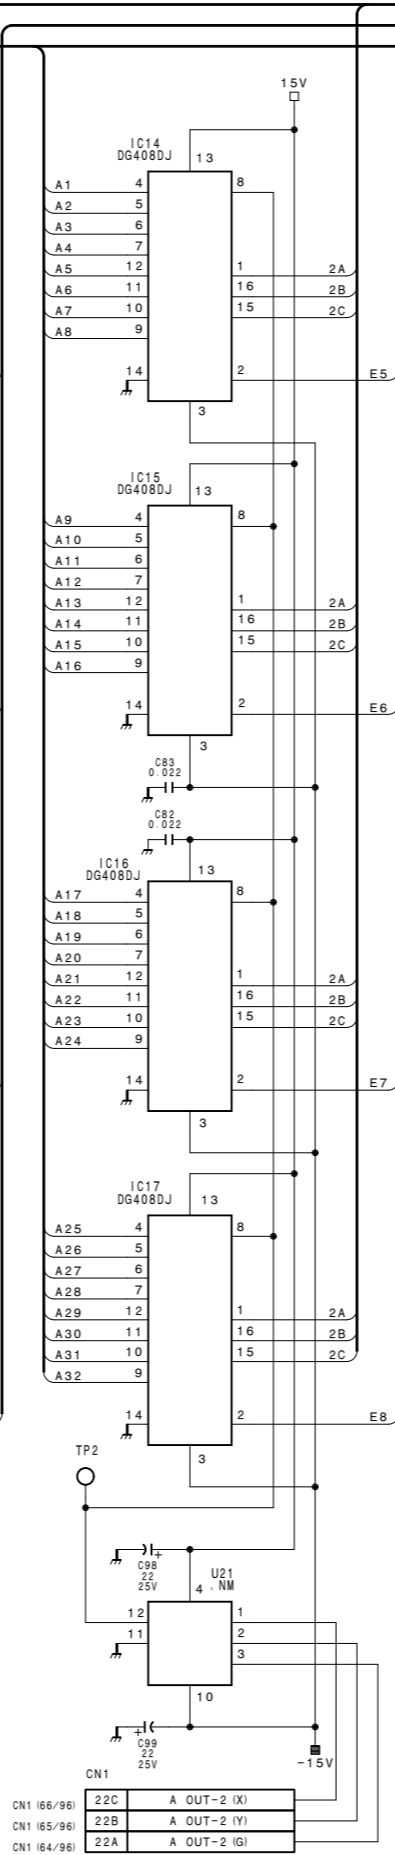 15V
IC14
DG408DJ
13
A1 4 8
A2 5
A3 6
A4 7
A5 12 1 2A
A6 11 16 2B
A7 10 15 2C
A8 9
14 2 E5
3
IC15
DG408DJ
13
A9 4 8
A10 5
A11 6
A12 7
A13 12 1 2A
A14 11 16 2B
A15 10 15 2C
A16 9
14 2 E6
3
C83
0.022
C82
0.022
IC16
DG408DJ
13
A17 4 8
A18 5
A19 6
A20 7
A21 12 1 2A
A22 11 16 2B
A23 10 15 2C
A24 9
14 2 E7
3
IC17
DG408DJ
13
A25 4 8
A26 5
A27 6
A28 7
A29 12 1 2A
A30 11 16 2B
A31 10 15 2C
A32 9
14 2 E8
3
TP2
+
C98
22
25V
U21
. NM
4
12 1
11 2
3
10
+
C99
22
25V
-15V
CN1
CN1 (66/96) 22C A OUT-2 (X)
CN1 (65/96) 22B A OUT-2 (Y)
CN1 (64/96) 22A A OUT-2 (G)